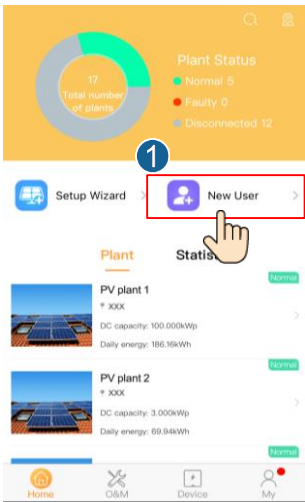 Plant Status
17
Total number
of plants
Normal 5
Faulty 0
Disconnected 12
1
Setup Wizard
New User
Plant
Statis
Normal
PV plant 1
XXX
DC capacity: 100.000kWp
Daily energy: 186.16kWh
Normal
PV plant 2
XXX
DC capacity: 3.000kWp
Daily energy: 69.94kWh
Normal
Home
O&M
Device
My